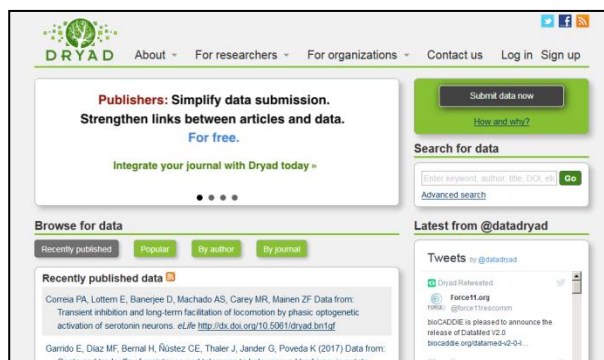 DRYAD
About
For researchers
For organizations
Contact us
Log in
Sign up
Publishers: Simplify data submission.
Strengthen links between articles and data.
For free.
Integrate your journal with Dryad today »
Submit data now
How and why?
Search for data
Enter keyword, author, title, DOI, etc
Go
Advanced search
Browse for data
Recently published
Popular
By author
By journal
Recently published data
Correia PA, Lottem E, Banerjee D, Machado AS, Carey MR, Mainen ZF Data from:
Transient inhibition and long-term facilitation of locomotion by phasic optogenetic
activation of serotonin neurons. eLife http://dx.doi.org/10.5061/dryad.bn1gf
Garrido E, Díaz MF, Bernal H, Ñústez CE, Thaler J, Jander G, Poveda K (2017) Data from:
Latest from @datadryad
Tweets by @datadryad
Dryad Retweeted
Force11.org
@force11rescomm
bioCADDIE is pleased to announce the
release of DataMed V2.0
biocaddie.org/datamed-v2-0-l...